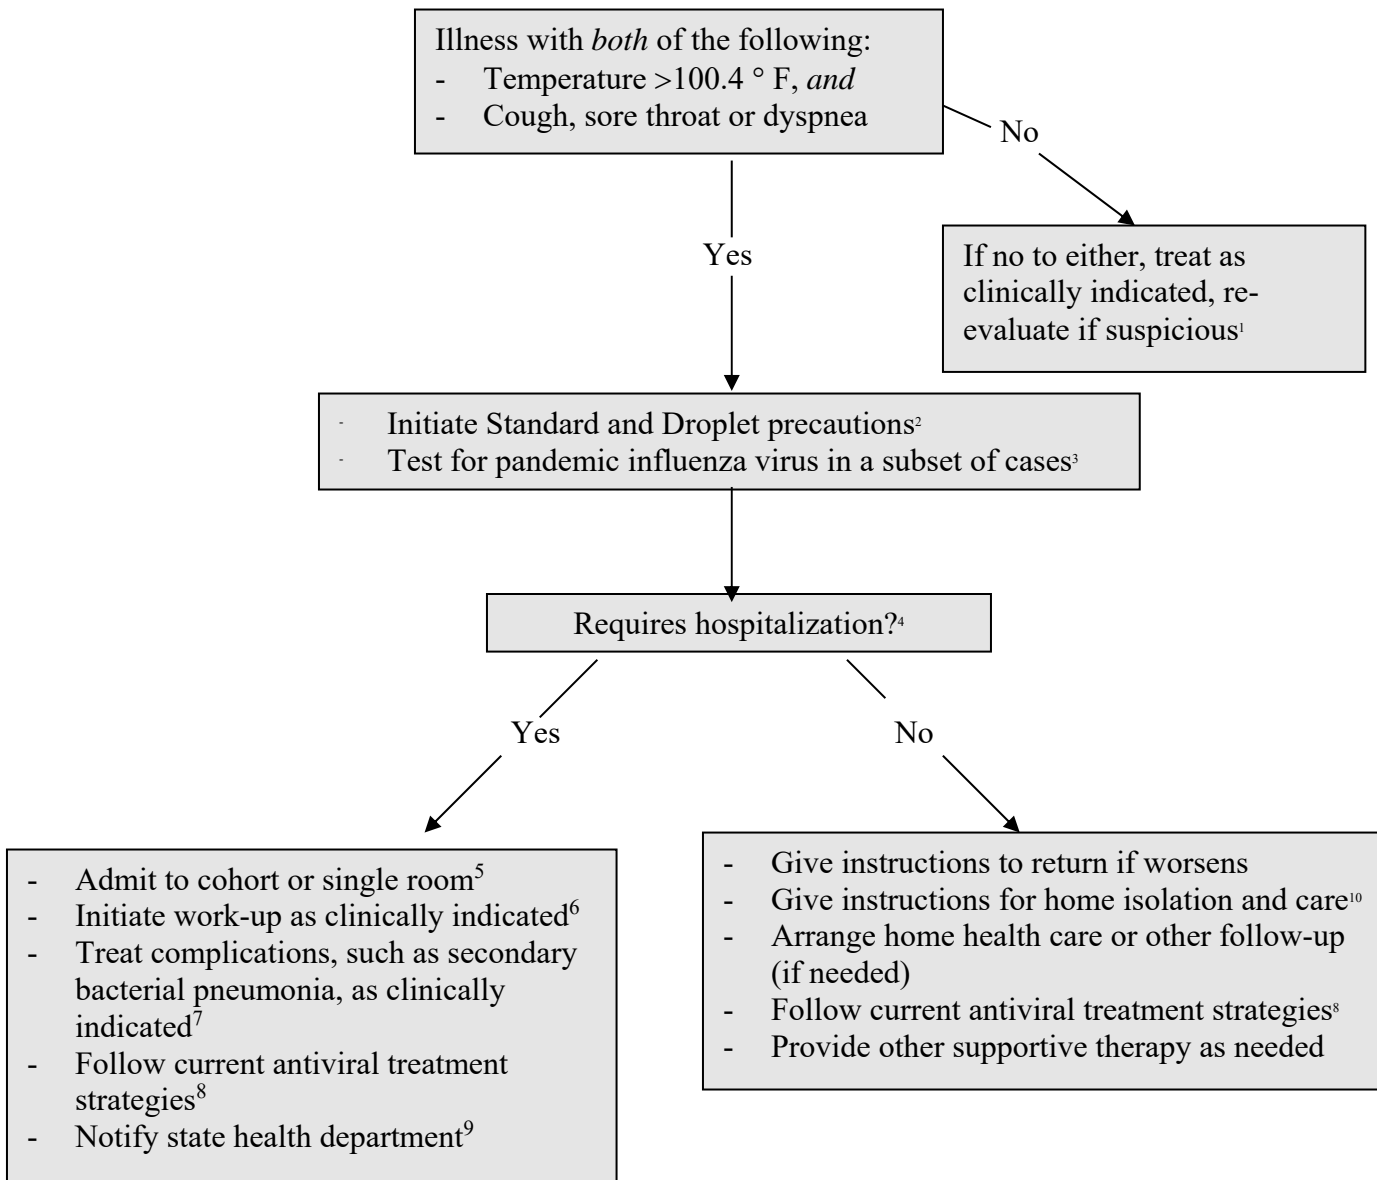 Illness with both of the following:
- Temperature >100.4 ° F, and
- Cough, sore throat or dyspnea
No
Yes
If no to either, treat as
clinically indicated, re-
evaluate if suspicious¹
- Initiate Standard and Droplet precautions²
- Test for pandemic influenza virus in a subset of cases³
Requires hospitalization?⁴
Yes
No
- Admit to cohort or single room⁵
- Initiate work-up as clinically indicated⁶
- Treat complications, such as secondary
bacterial pneumonia, as clinically
indicated⁷
- Follow current antiviral treatment
strategies⁸
- Notify state health department⁹
- Give instructions to return if worsens
- Give instructions for home isolation and care¹⁰
- Arrange home health care or other follow-up
(if needed)
- Follow current antiviral treatment strategies⁸
- Provide other supportive therapy as needed